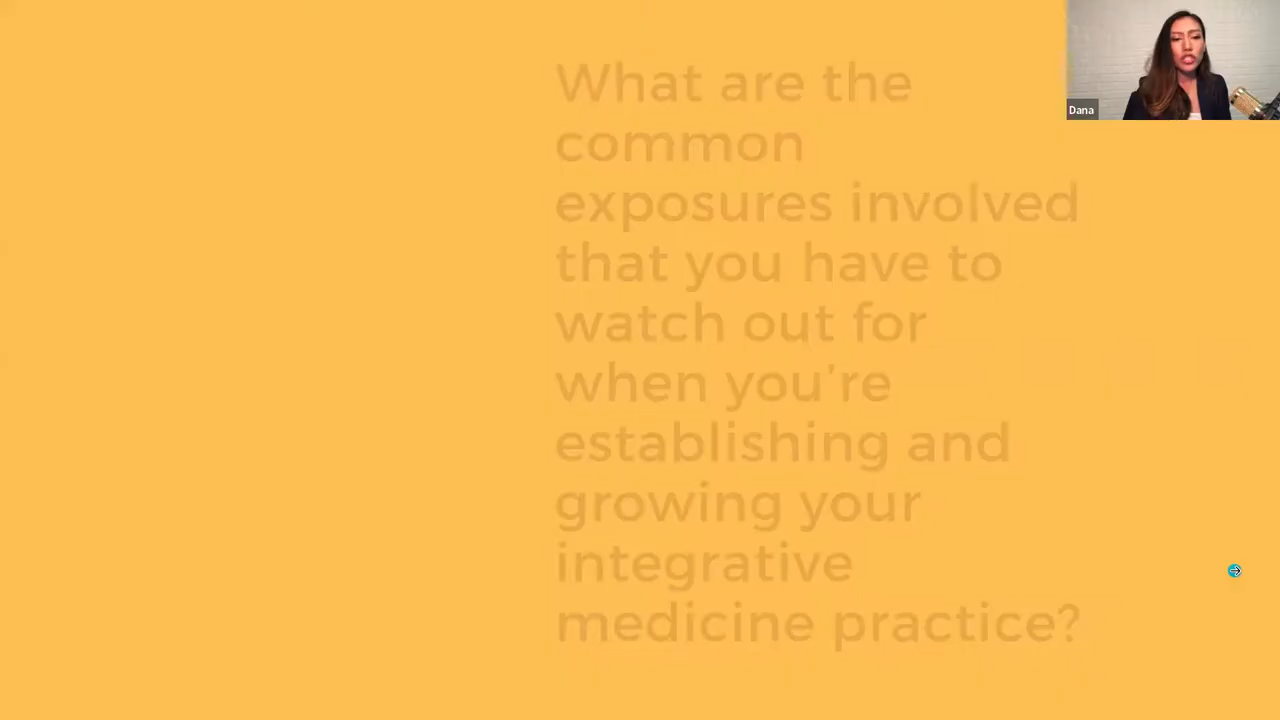 What are the
common
exposures involved
that you have to
watch out for
when you're
establishing and
growing your
integrative
medicine practice?
Dana